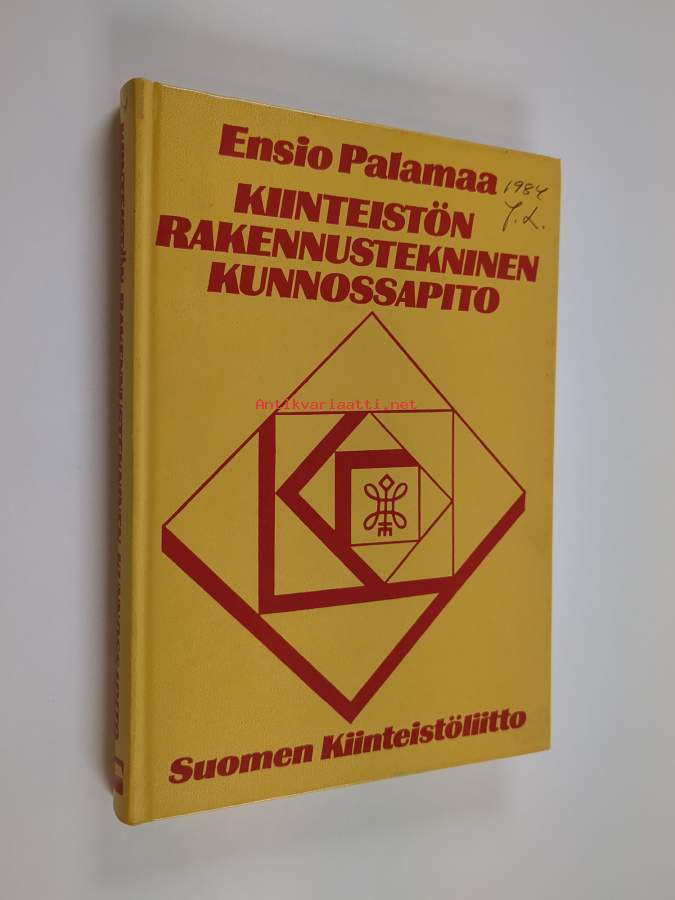 Ensio Palamaa
1984
J.L.
KIINTEISTÖN
RAKENNUSTEKNINEN
KUNNOSSAPITO
Antikvariaatti.net
Suomen Kiinteistöliitto